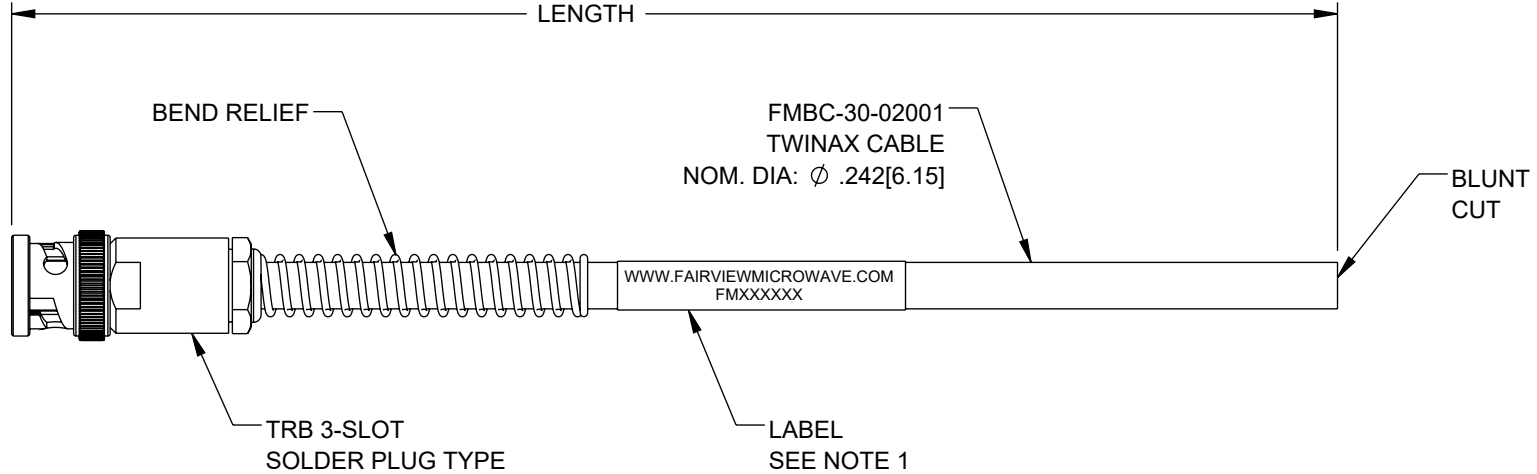 LENGTH
BEND RELIEF
FMBC-30-02001
TWINAX CABLE
NOM. DIA: ∅ .242[6.15]
BLUNT
CUT
WWW.FAIRVIEWMICROWAVE.COM
FMXXXXXX
TRB 3-SLOT
SOLDER PLUG TYPE
LABEL
SEE NOTE 1